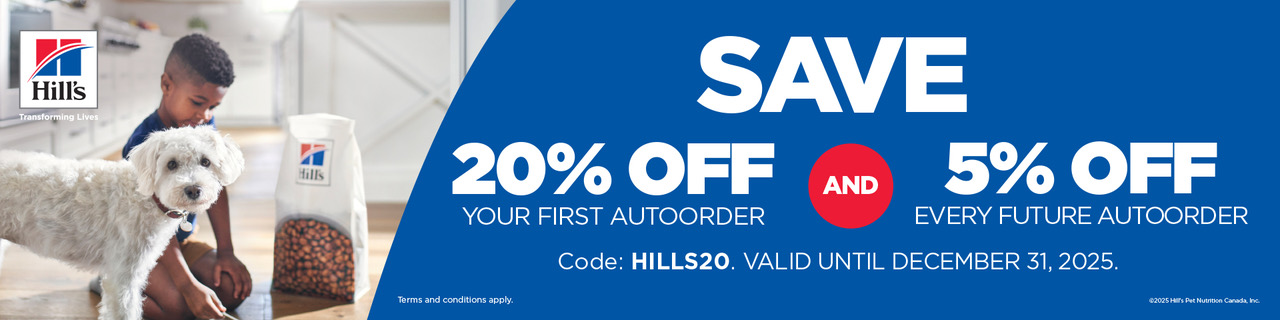 Hill's
Transforming Lives
Hill's
SAVE
20% OFF
YOUR FIRST AUTOORDER
AND
5% OFF
EVERY FUTURE AUTOORDER
Code: HILLS20. VALID UNTIL DECEMBER 31, 2025.
Terms and conditions apply.
©2025 Hill's Pet Nutrition Canada, Inc.